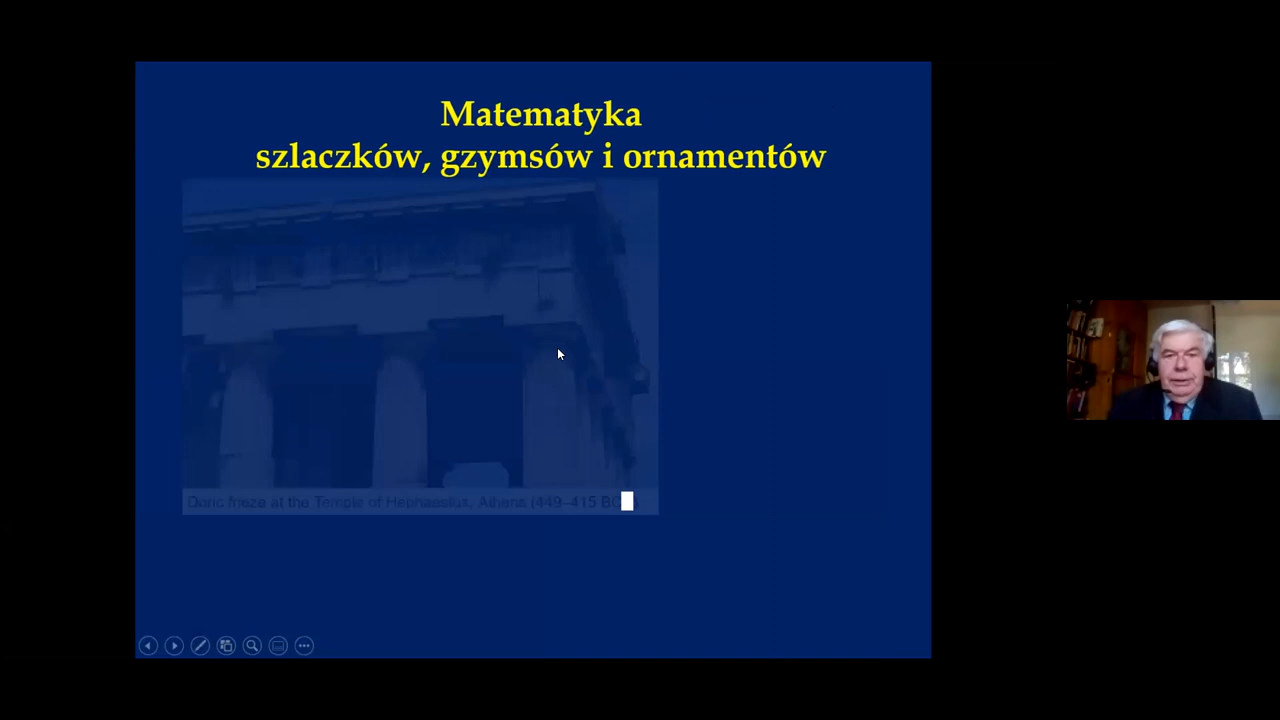 Matematyka
szlaczków, gzymsów i ornamentów
Doric frieze at the Temple of Hephaestus, Athens (449–415 BC